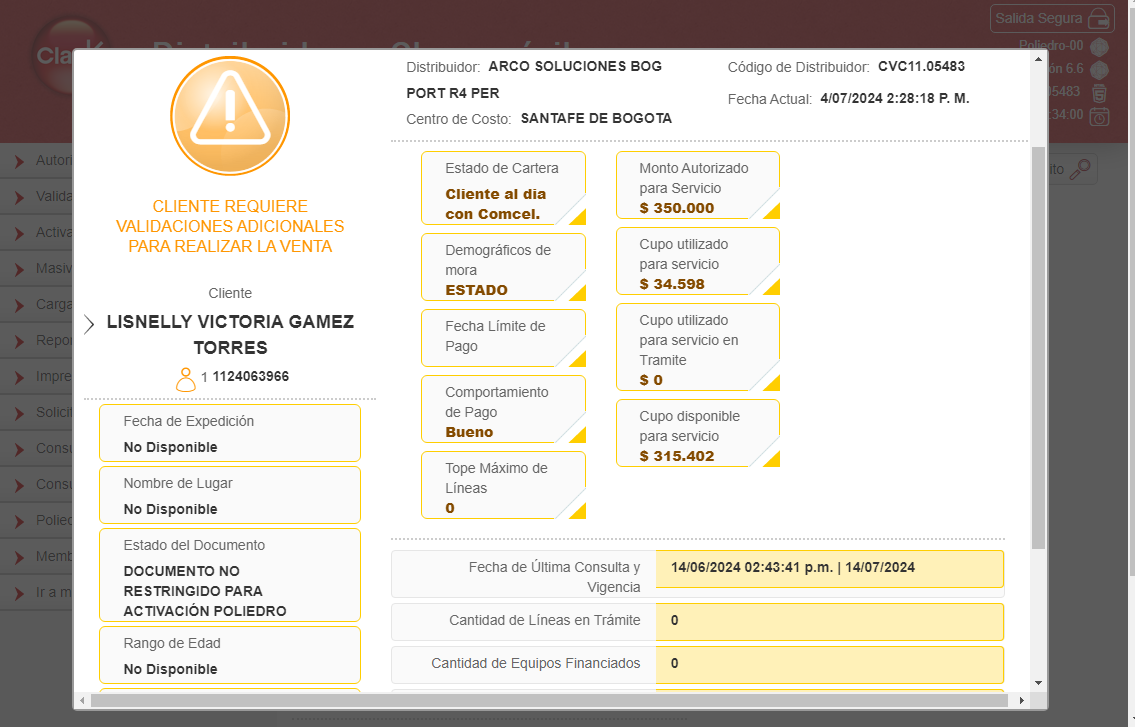 Salida Segura
Poliedro-00
ón 6.6
05483
:34:00
Distribuidor: ARCO SOLUCIONES BOG
PORT R4 PER
Centro de Costo: SANTAFE DE BOGOTA
Código de Distribuidor: CVC11.05483
Fecha Actual: 4/07/2024 2:28:18 P. M.
CLIENTE REQUIERE
VALIDACIONES ADICIONALES
PARA REALIZAR LA VENTA
Cliente
LISNELLY VICTORIA GAMEZ
TORRES
1 1124063966
Fecha de Expedición
No Disponible
Nombre de Lugar
No Disponible
Estado del Documento
DOCUMENTO NO
RESTRINGIDO PARA
ACTIVACIÓN POLIEDRO
Rango de Edad
No Disponible
Estado de Cartera
Cliente al dia
con Comcel.
Demográficos de
mora
ESTADO
Fecha Límite de
Pago
Comportamiento
de Pago
Bueno
Tope Máximo de
Líneas
0
Monto Autorizado
para Servicio
$ 350.000
Cupo utilizado
para servicio
$ 34.598
Cupo utilizado
para servicio en
Tramite
$ 0
Cupo disponible
para servicio
$ 315.402
Fecha de Última Consulta y
Vigencia
14/06/2024 02:43:41 p.m. | 14/07/2024
Cantidad de Líneas en Trámite
0
Cantidad de Equipos Financiados
0
Autori
Valida
Activa
Masiv
Carga
Repor
Impre
Solicit
Consu
Consu
Polied
Memb
Ir a m
ito